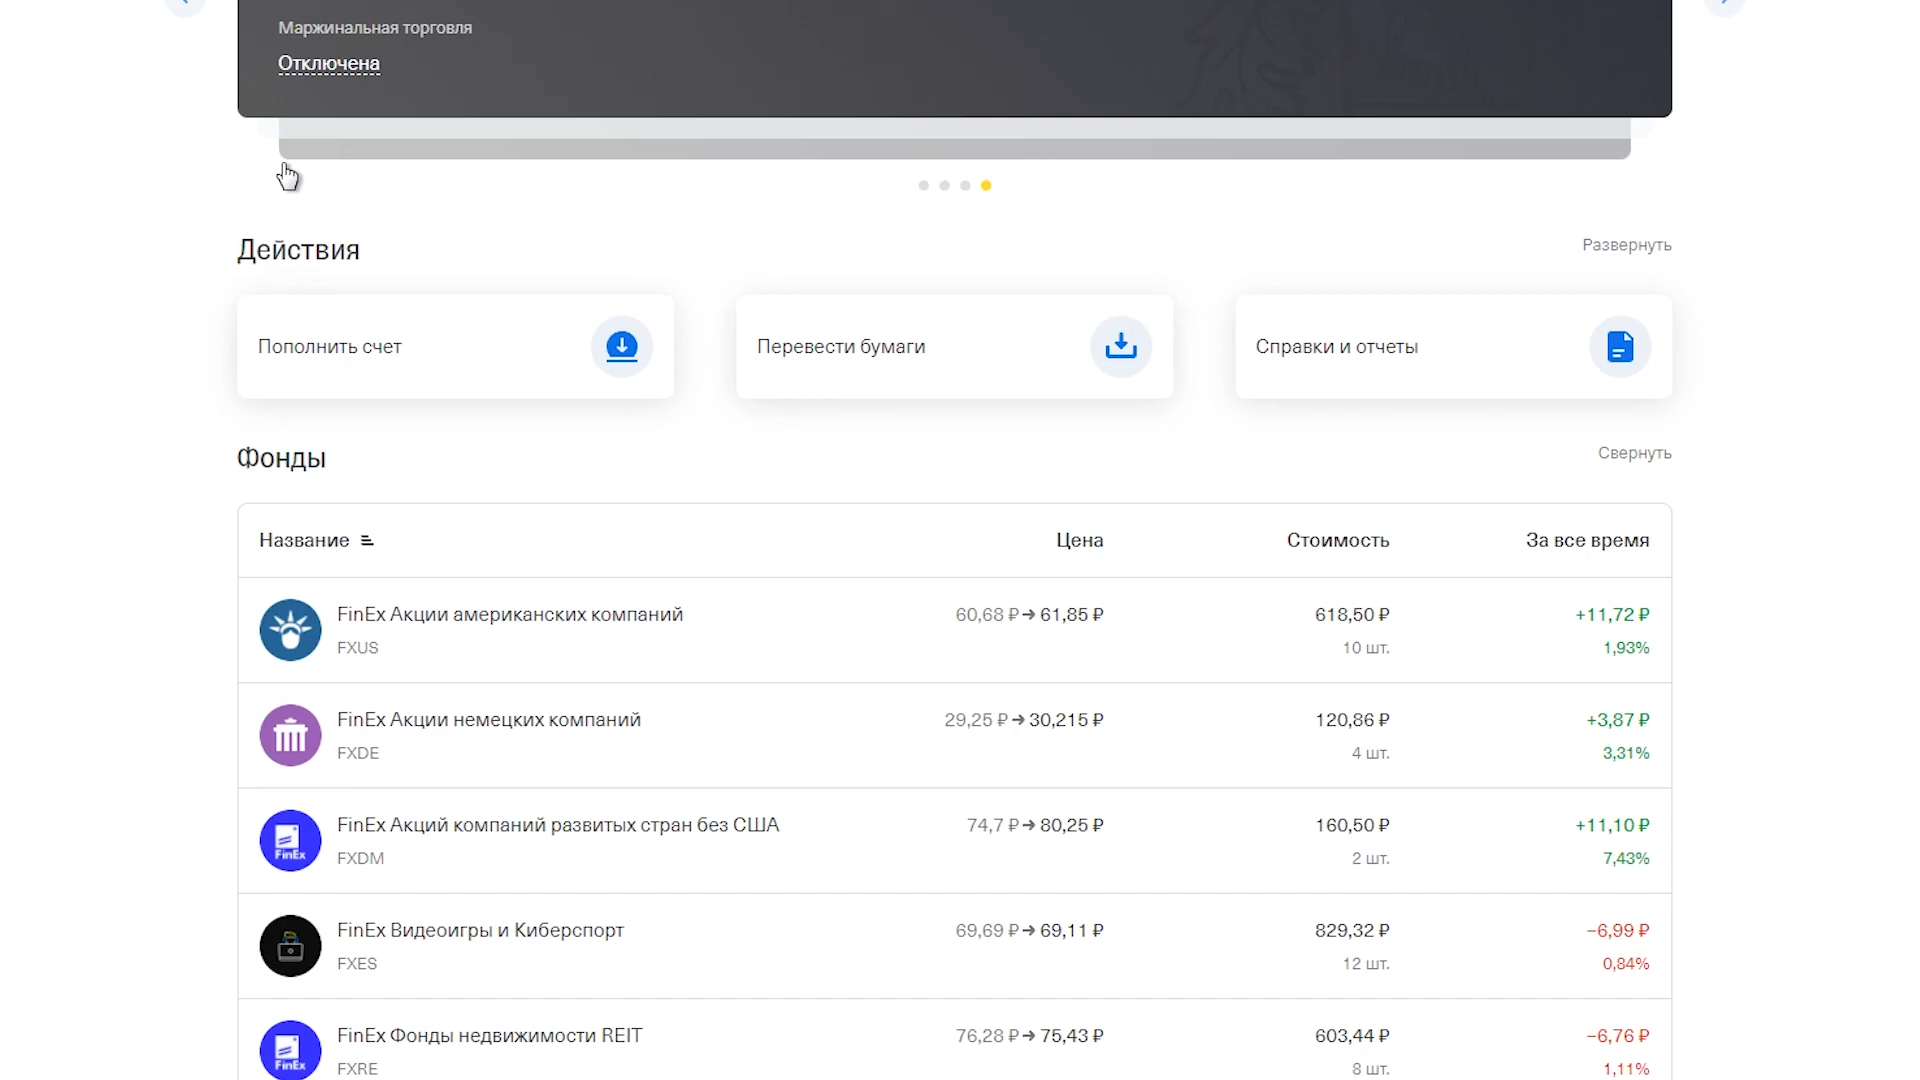 Маржинальная торговля
Отключена
Действия
Развернуть
Пополнить счет
Перевести бумаги
Справки и отчеты
Фонды
Свернуть
Название Цена Стоимость За все время
FinEx Акции американских компаний 60,68 ₽ → 61,85 ₽ 618,50 ₽ +11,72 ₽
FXUS 10 шт. 1,93%
FinEx Акции немецких компаний 29,25 ₽ → 30,215 ₽ 120,86 ₽ +3,87 ₽
FXDE 4 шт. 3,31%
FinEx Акций компаний развитых стран без США 74,7 ₽ → 80,25 ₽ 160,50 ₽ +11,10 ₽
FinEx
FXDM 2 шт. 7,43%
FinEx Видеоигры и Киберспорт 69,69 ₽ → 69,11 ₽ 829,32 ₽ −6,99 ₽
FXES 12 шт. 0,84%
FinEx Фонды недвижимости REIT 76,28 ₽ → 75,43 ₽ 603,44 ₽ −6,76 ₽
FinEx
FXRE 8 шт. 1,11%